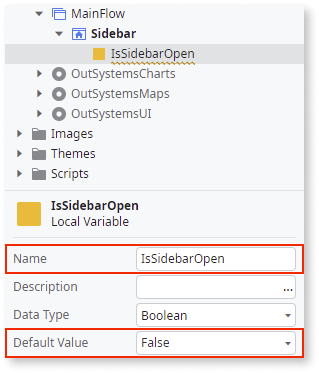 MainFlow
Sidebar
IsSidebarOpen
OutSystemsCharts
OutSystemsMaps
OutSystemsUI
Images
Themes
Scripts
IsSidebarOpen
Local Variable
Name IsSidebarOpen
Description ...
Data Type Boolean
Default Value False